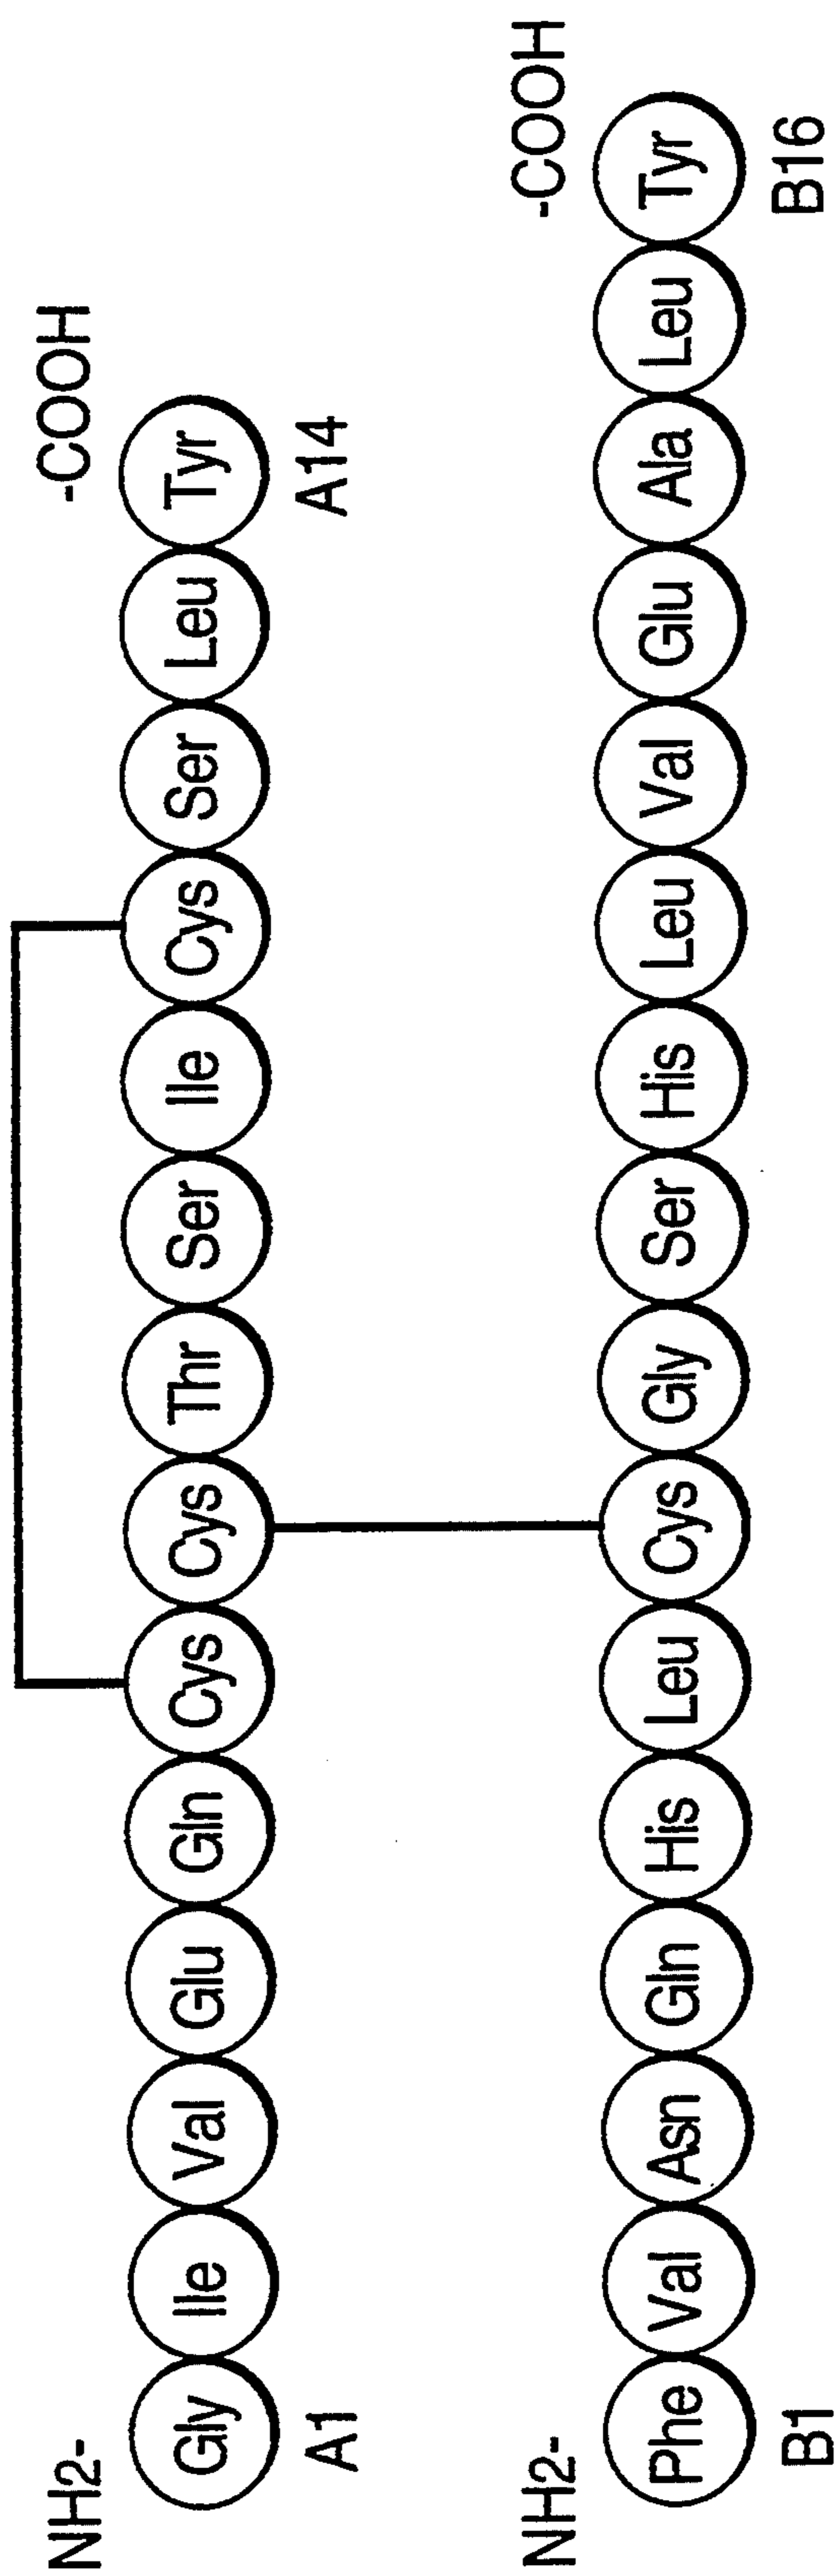 NH2- -COOH
Gly Ile Val Glu Gln Cys Cys Thr Ser Ile Cys Ser Leu Tyr
A1 A14
NH2- -COOH
Phe Val Asn Gln His Leu Cys Gly Ser His Leu Val Glu Ala Leu Tyr
B1 B16